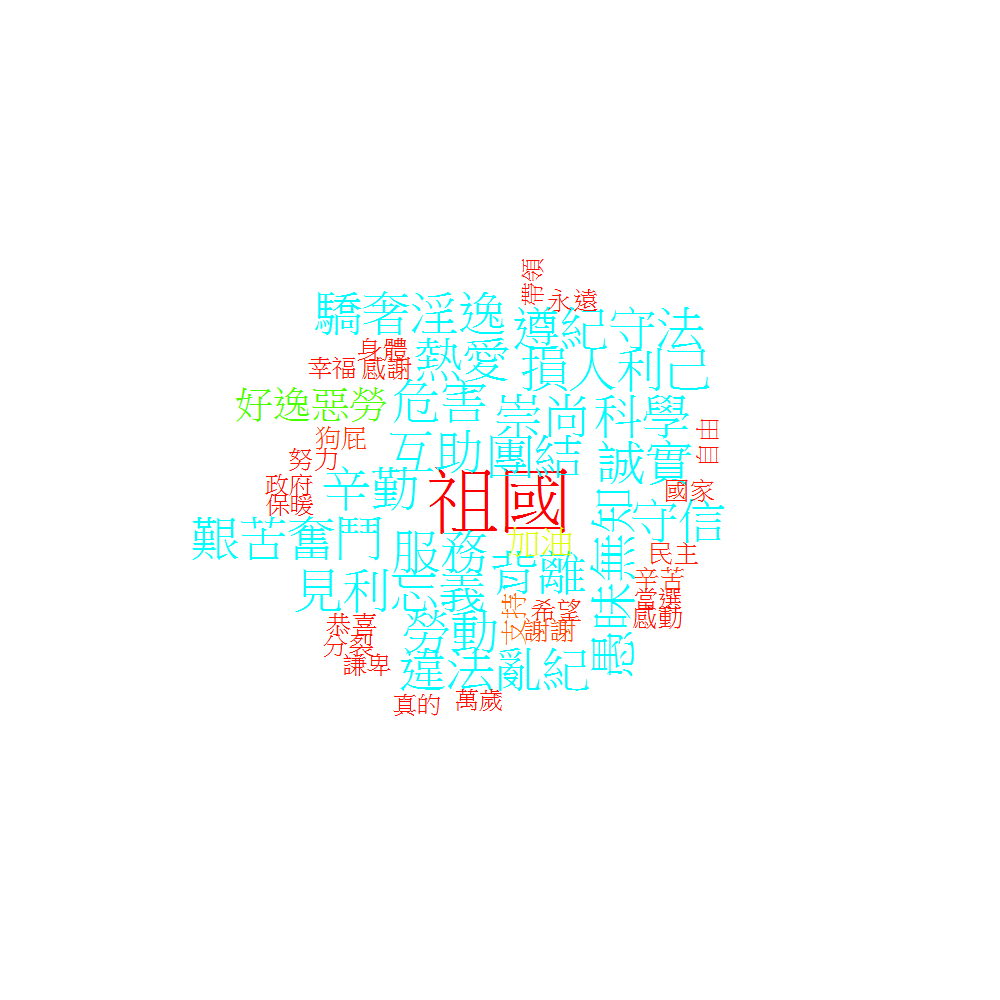 帶領
永遠
驕奢淫逸
遵紀守法
身體
熱愛
損人利己
幸福
感謝
好逸惡勞
危害
崇尚
科學
狗屁
互助
團結
自由
努力
誠實
政府
辛勤
祖國
國家
保暖
守信
艱苦奮鬥
服務
加油
愚昧無知
民主
背離
辛苦
見利忘義
當選
支持
希望
感動
恭喜
勞動
謝謝
分裂
謙卑
違法亂紀
真的
萬歲